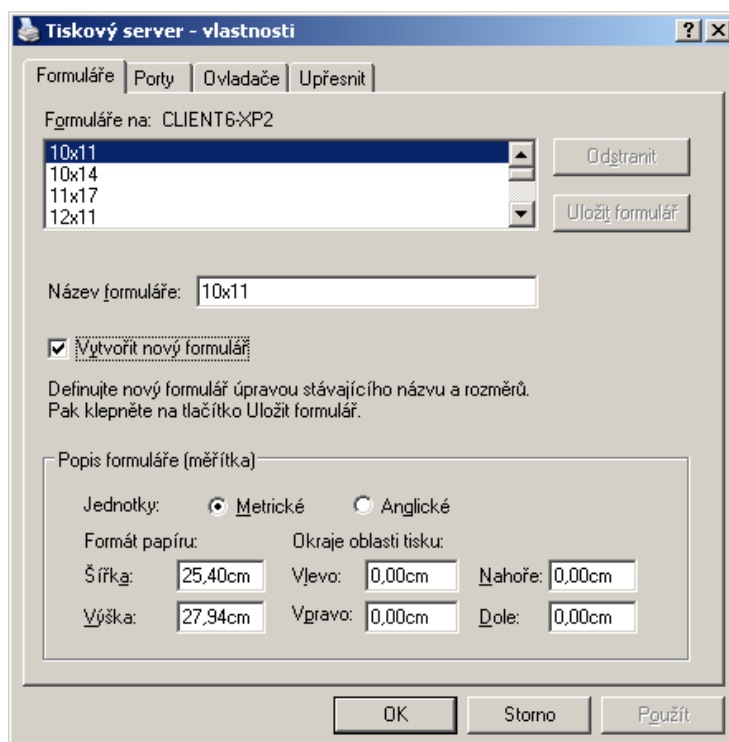 Tiskový server - vlastnosti
Formuláře Porty Ovladače Upřesnit
Formuláře na: CLIENT6-XP2
10x11
10x14
11x17
12x11
Odstranit
Uložit formulář
Název formuláře: 10x11
Vytvořit nový formulář
Definujte nový formulář úpravou stávajícího názvu a rozměrů.
Pak klepněte na tlačítko Uložit formulář.
Popis formuláře (měřítka)
Jednotky: Metrické Anglické
Formát papíru: Okraje oblasti tisku:
Šířka: 25,40cm Vlevo: 0,00cm Nahoře: 0,00cm
Výška: 27,94cm Vpravo: 0,00cm Dole: 0,00cm
OK Storno Použít